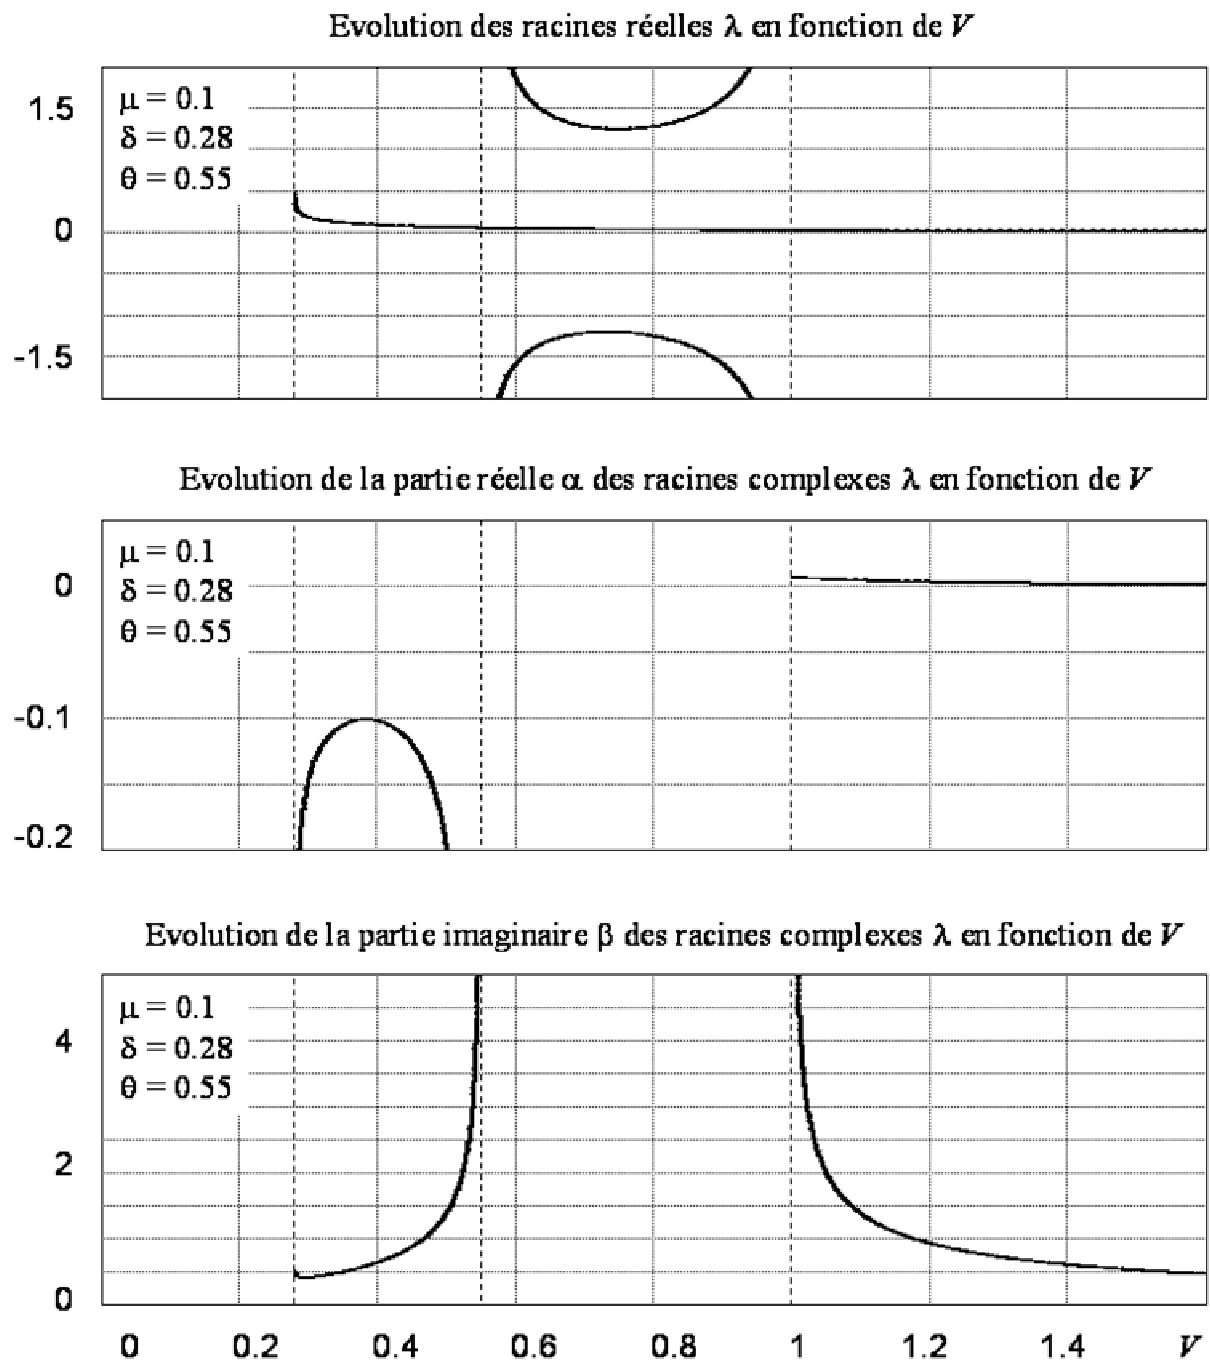 Evolution des racines réelles λ en fonction de V
μ = 0.1
δ = 0.28
θ = 0.55
1.5
0
-1.5
Evolution de la partie réelle α des racines complexes λ en fonction de V
μ = 0.1
δ = 0.28
θ = 0.55
0
-0.1
-0.2
Evolution de la partie imaginaire β des racines complexes λ en fonction de V
μ = 0.1
δ = 0.28
θ = 0.55
4
2
0
0 0.2 0.4 0.6 0.8 1 1.2 1.4 V